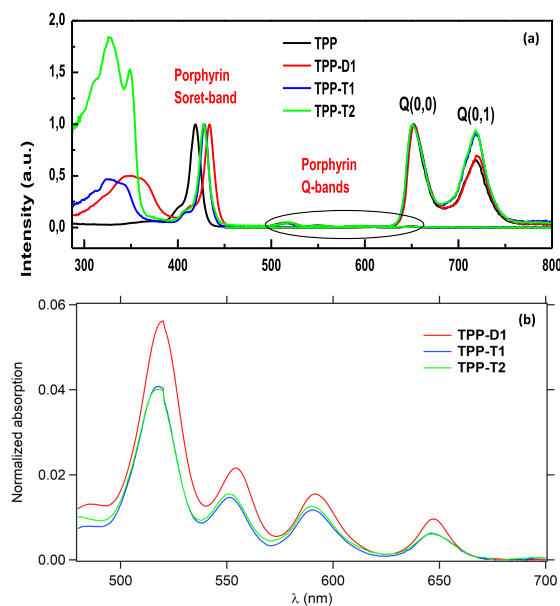 (a)
TPP
TPP-D1
TPP-T1
TPP-T2
Porphyrin
Soret-band
Q(0,0)
Q(0,1)
Porphyrin
Q-bands
Intensity (a.u.)
2,0
1,5
1,0
0,5
0,0
300 400 500 600 700 800
(b)
TPP-D1
TPP-T1
TPP-T2
Normalized absorption
0.06
0.04
0.02
0.00
500 550 600 650 700
λ (nm)